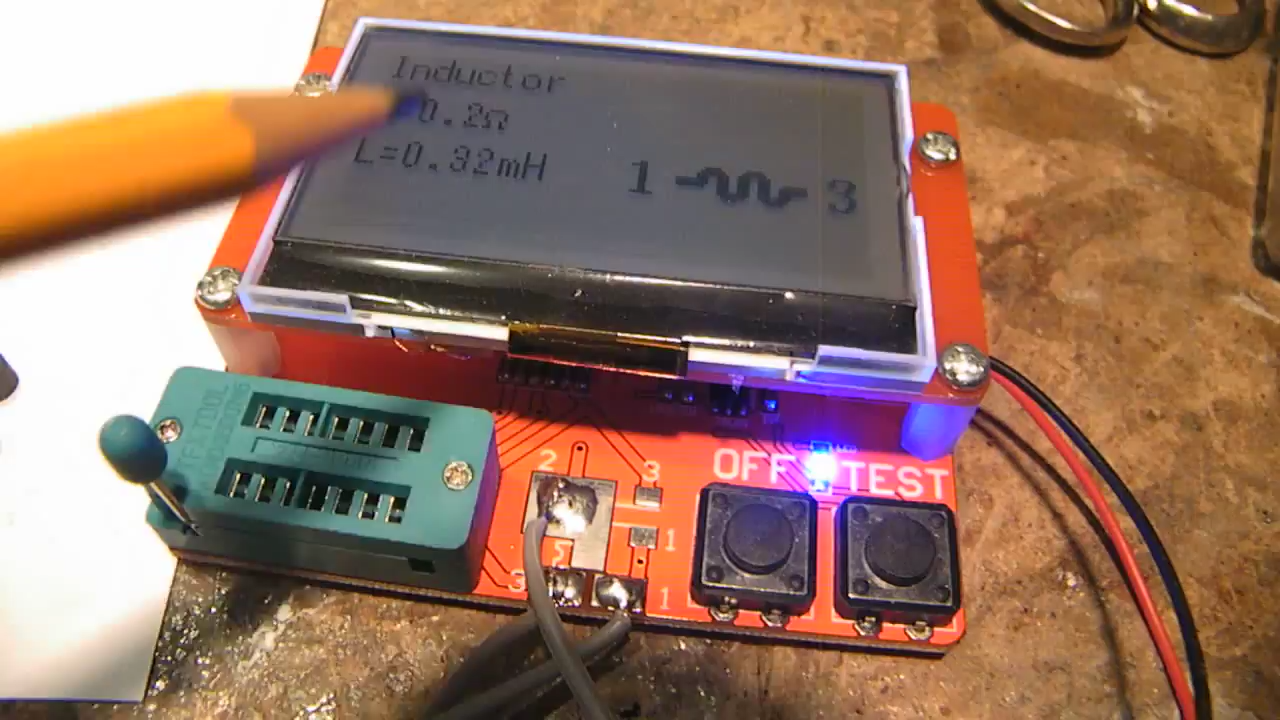 Inductor
0.2Ω
L=0.32mH
1 3
OFF TEST
2
3
1
3
1